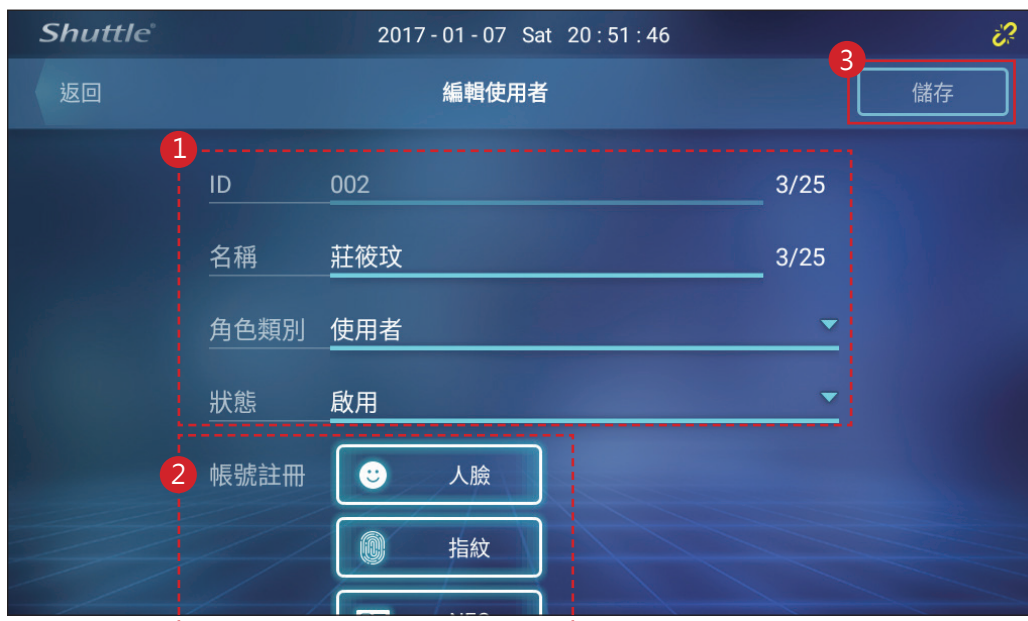 Shuttle 2017-01-07 Sat 20:51:46
3
返回 編輯使用者 儲存
1
ID 002 3/25
名稱 莊筱玟 3/25
角色類別 使用者
狀態 啟用
2 帳號註冊 人臉
指紋